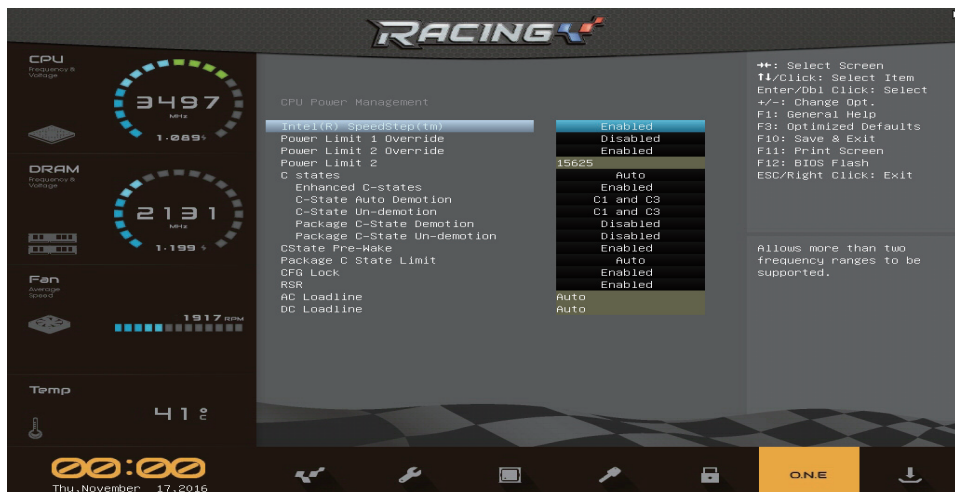 RACING
CPU
Frequency &
Voltage
3497
MHz
1.089
DRAM
Frequency &
Voltage
2131
MHz
1.199
Fan
Average
Speed
1917 RPM
Temp
41°C
00:00
Thu,November 17,2016
CPU Power Management
Intel(R) SpeedStep(tm) Enabled
Power Limit 1 Override Disabled
Power Limit 2 Override Enabled
Power Limit 2 15625
C states Auto
Enhanced C-states Enabled
C-State Auto Demotion C1 and C3
C-State Un-demotion C1 and C3
Package C-State Demotion Disabled
Package C-State Un-demotion Disabled
CState Pre-Wake Enabled
Package C State Limit Auto
CFG Lock Enabled
RSR Enabled
AC Loadline Auto
DC Loadline Auto
→←: Select Screen
↑↓/Click: Select Item
Enter/Dbl Click: Select
+/-: Change Opt.
F1: General Help
F3: Optimized Defaults
F10: Save & Exit
F11: Print Screen
F12: BIOS Flash
ESC/Right Click: Exit
Allows more than two
frequency ranges to be
supported.
O.N.E